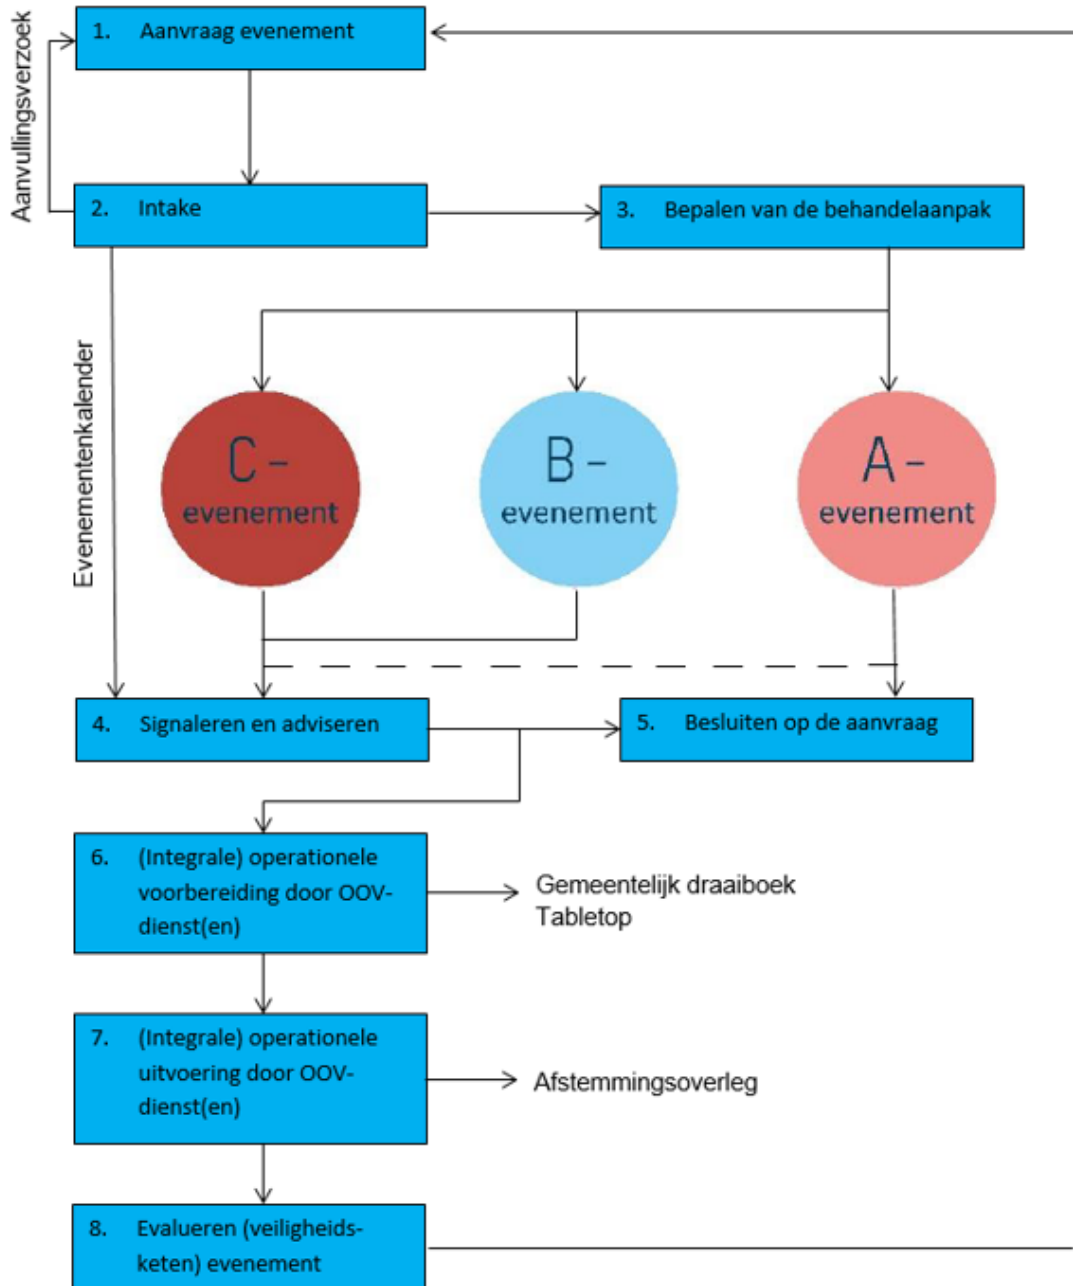 1. Aanvraag evenement
Aanvullingsverzoek
2. Intake
3. Bepalen van de behandelaanpak
Evenementenkalender
C-
evenement
B-
evenement
A-
evenement
4. Signaleren en adviseren
5. Besluiten op de aanvraag
6. (Integrale) operationele
voorbereiding door OOV-
dienst(en)
Gemeentelijk draaiboek
Tabletop
7. (Integrale) operationele
uitvoering door OOV-
dienst(en)
Afstemmingsoverleg
8. Evalueren (veiligheids-
keten) evenement